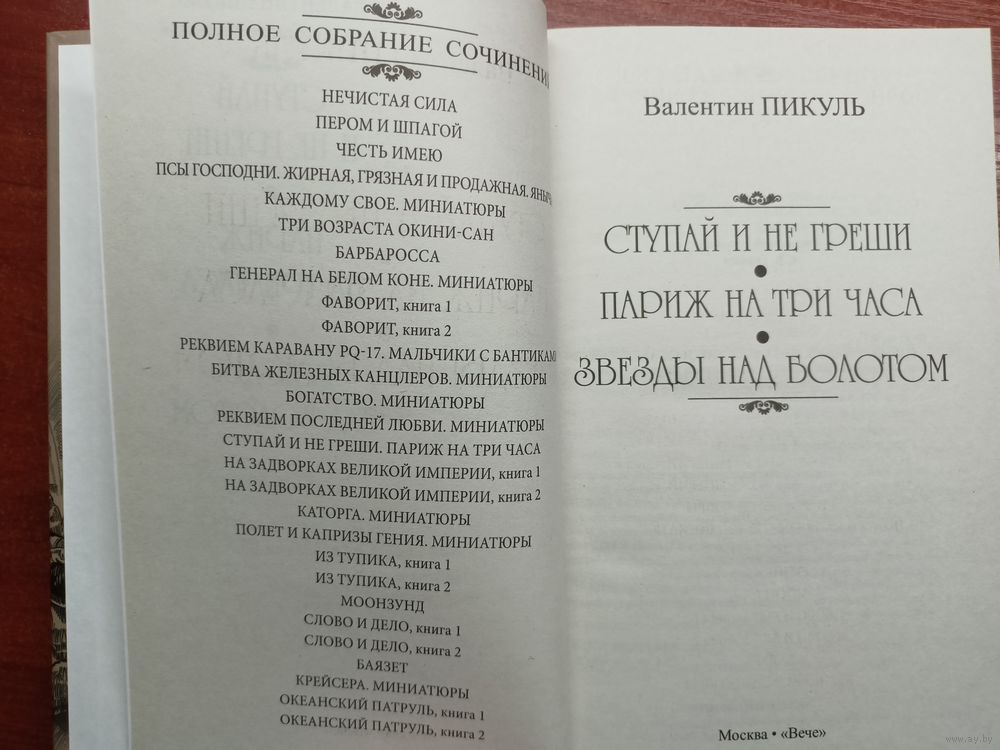 ПОЛНОЕ СОБРАНИЕ СОЧИНЕНИЙ
НЕЧИСТАЯ СИЛА
ПЕРОМ И ШПАГОЙ
ЧЕСТЬ ИМЕЮ
ПСЫ ГОСПОДНИ. ЖИРНАЯ, ГРЯЗНАЯ И ПРОДАЖНАЯ.
КАЖДОМУ СВОЕ. МИНИАТЮРЫ
ТРИ ВОЗРАСТА ОКИНИ-САН
БАРБАРОССА
ГЕНЕРАЛ НА БЕЛОМ КОНЕ. МИНИАТЮРЫ
ФАВОРИТ, книга 1
ФАВОРИТ, книга 2
РЕКВИЕМ КАРАВАНУ PQ-17. МАЛЬЧИКИ С БАНТИКАМИ
БИТВА ЖЕЛЕЗНЫХ КАНЦЛЕРОВ. МИНИАТЮРЫ
БОГАТСТВО. МИНИАТЮРЫ
РЕКВИЕМ ПОСЛЕДНЕЙ ЛЮБВИ. МИНИАТЮРЫ
СТУПАЙ И НЕ ГРЕШИ. ПАРИЖ НА ТРИ ЧАСА
НА ЗАДВОРКАХ ВЕЛИКОЙ ИМПЕРИИ, книга 1
НА ЗАДВОРКАХ ВЕЛИКОЙ ИМПЕРИИ, книга 2
КАТОРГА. МИНИАТЮРЫ
ПОЛЕТ И КАПРИЗЫ ГЕНИЯ. МИНИАТЮРЫ
ИЗ ТУПИКА, книга 1
ИЗ ТУПИКА, книга 2
МООНЗУНД
СЛОВО И ДЕЛО, книга 1
СЛОВО И ДЕЛО, книга 2
БАЯЗЕТ
КРЕЙСЕРА. МИНИАТЮРЫ
ОКЕАНСКИЙ ПАТРУЛЬ, книга 1
ОКЕАНСКИЙ ПАТРУЛЬ, книга 2
Валентин ПИКУЛЬ
СТУПАЙ И НЕ ГРЕШИ
•
ПАРИЖ НА ТРИ ЧАСА
•
ЗВЕЗДЫ НАД БОЛОТОМ
Москва • «Вече»
www.ay.by